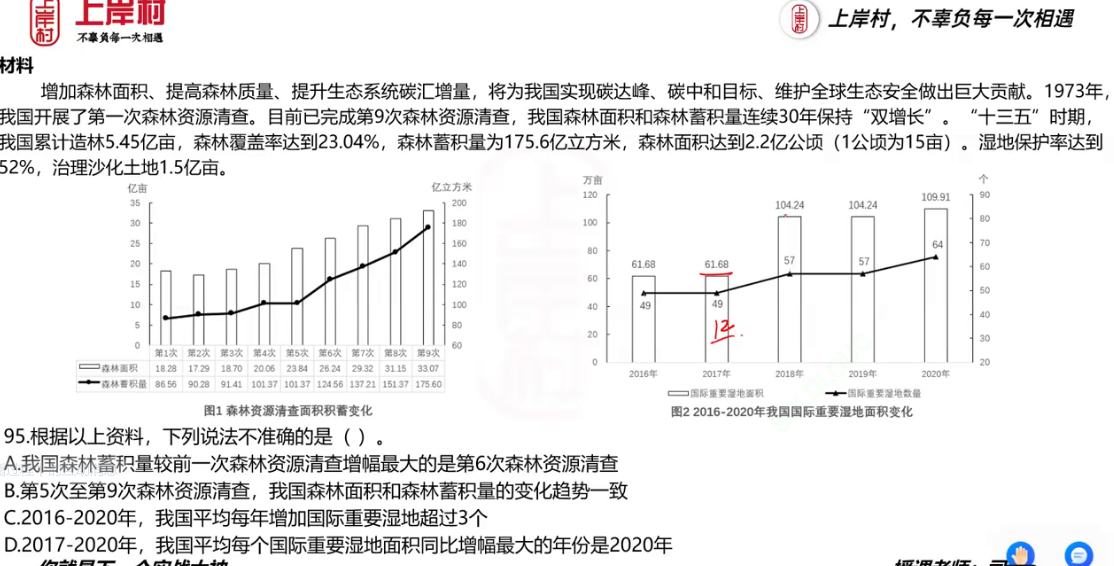 上岸村
上岸村
不辜负每一次相遇
上岸村
上岸村，不辜负每一次相遇
材料
增加森林面积、提高森林质量、提升生态系统碳汇增量，将为我国实现碳达峰、碳中和目标、维护全球生态安全做出巨大贡献。1973年，
我国开展了第一次森林资源清查。目前已完成第9次森林资源清查，我国森林面积和森林蓄积量连续30年保持“双增长”。“十三五”时期，
我国累计造林5.45亿亩，森林覆盖率达到23.04%，森林蓄积量为175.6亿立方米，森林面积达到2.2亿公顷（1公顷为15亩）。湿地保护率达到
52%，治理沙化土地1.5亿亩。
亿亩 亿立方米
35 200
30 180
25 160
20 140
15 120
10 100
5 80
0 60
第1次 第2次 第3次 第4次 第5次 第6次 第7次 第8次 第9次
森林面积 18.28 17.29 18.70 20.06 23.84 26.24 29.32 31.15 33.07
森林蓄积量 86.56 90.28 91.41 101.37 101.37 124.56 137.21 151.37 175.60
图1 森林资源清查面积积蓄变化
万亩 个
120 90
100 80
80 70
60 60
40 50
20 40
0 30
20
61.68 61.68 104.24 104.24 109.91
49 49 57 57 64
12
2016年 2017年 2018年 2019年 2020年
国际重要湿地面积 国际重要湿地数量
图2 2016-2020年我国国际重要湿地面积变化
95.根据以上资料，下列说法不准确的是（ ）。
A.我国森林蓄积量较前一次森林资源清查增幅最大的是第6次森林资源清查
B.第5次至第9次森林资源清查，我国森林面积和森林蓄积量的变化趋势一致
C.2016-2020年，我国平均每年增加国际重要湿地超过3个
D.2017-2020年，我国平均每个国际重要湿地面积同比增幅最大的年份是2020年